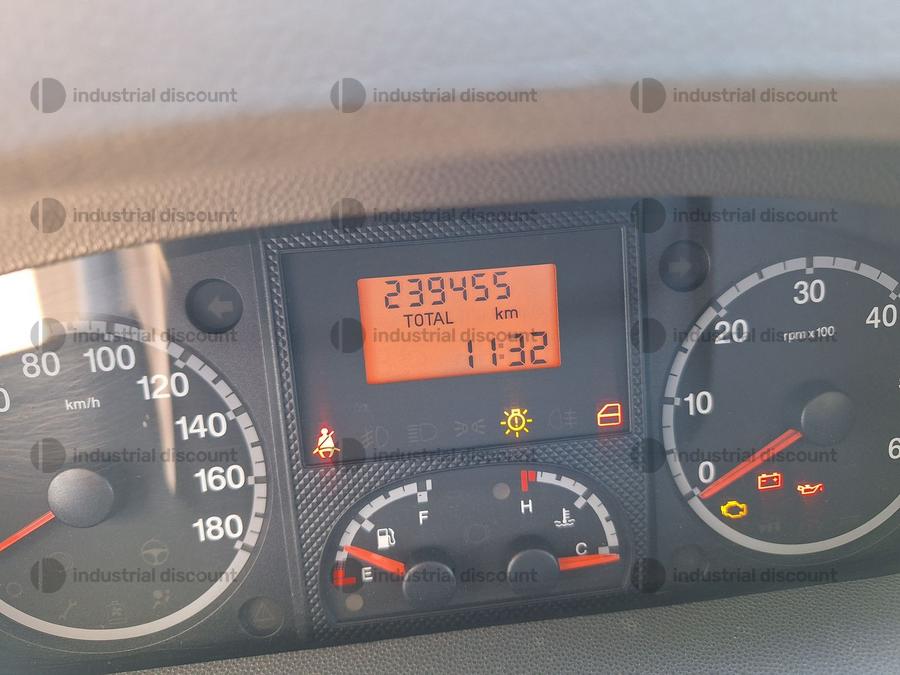 industrial discount industrial discount industrial discount
industrial discount industrial discount industrial discount
239455
TOTAL km
11:32
industrial discount industrial discount industrial discount
80 100 120 140 160 180
km/h
0 10 20 30 40
rpm x 100
industrial discount industrial discount industrial discount
F
E
H
C
industrial discount industrial discount industrial discount